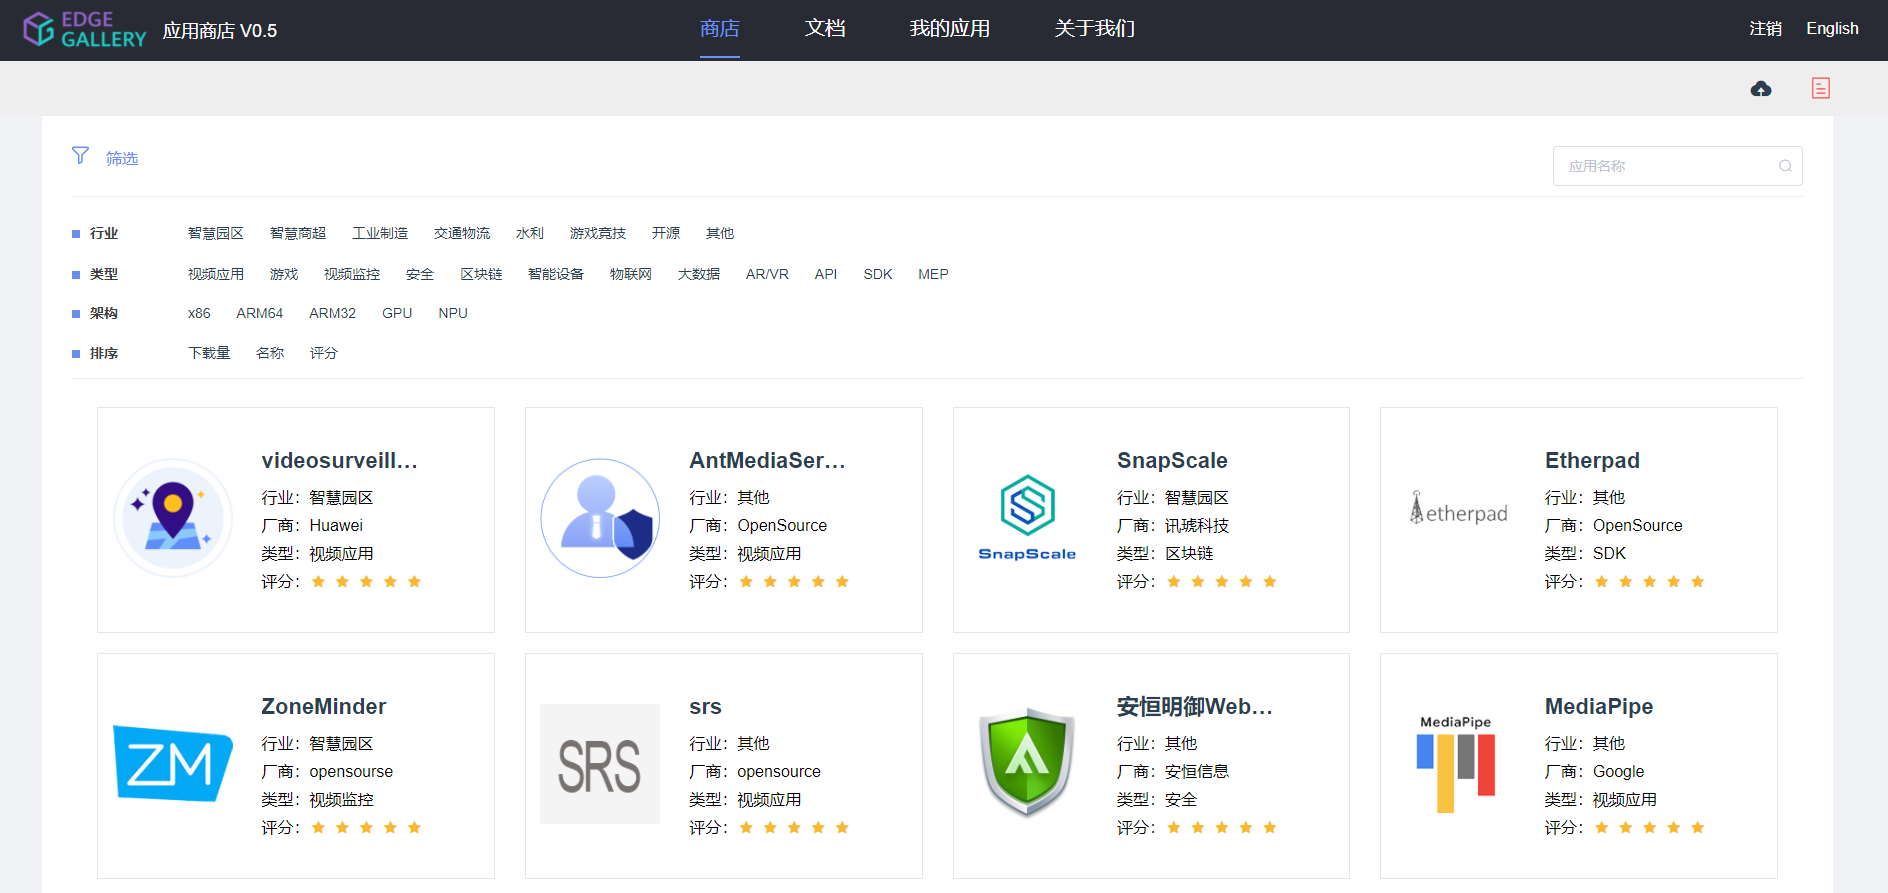 EDGE GALLERY 应用商店 V0.5 商店 文档 我的应用 关于我们 注销 English
筛选 应用名称
行业 智慧园区 智慧商超 工业制造 交通物流 水利 游戏竞技 开源 其他
类型 视频应用 游戏 视频监控 安全 区块链 智能设备 物联网 大数据 AR/VR API SDK MEP
架构 x86 ARM64 ARM32 GPU NPU
排序 下载量 名称 评分
videosurveill...
行业：智慧园区
厂商：Huawei
类型：视频应用
评分：
AntMediaSer...
行业：其他
厂商：OpenSource
类型：视频应用
评分：
SnapScale
SnapScale
行业：智慧园区
厂商：讯琥科技
类型：区块链
评分：
etherpad
Etherpad
行业：其他
厂商：OpenSource
类型：SDK
评分：
ZM
ZoneMinder
行业：智慧园区
厂商：opensourse
类型：视频监控
评分：
SRS
srs
行业：其他
厂商：opensource
类型：视频应用
评分：
安恒明御Web...
行业：其他
厂商：安恒信息
类型：安全
评分：
MediaPipe
MediaPipe
行业：其他
厂商：Google
类型：视频应用
评分：